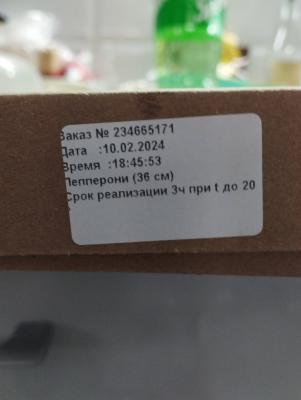 Заказ № 234665171
Дата :10.02.2024
Время :18:45:53
Пепперони (36 см)
Срок реализации 3ч при t до 20